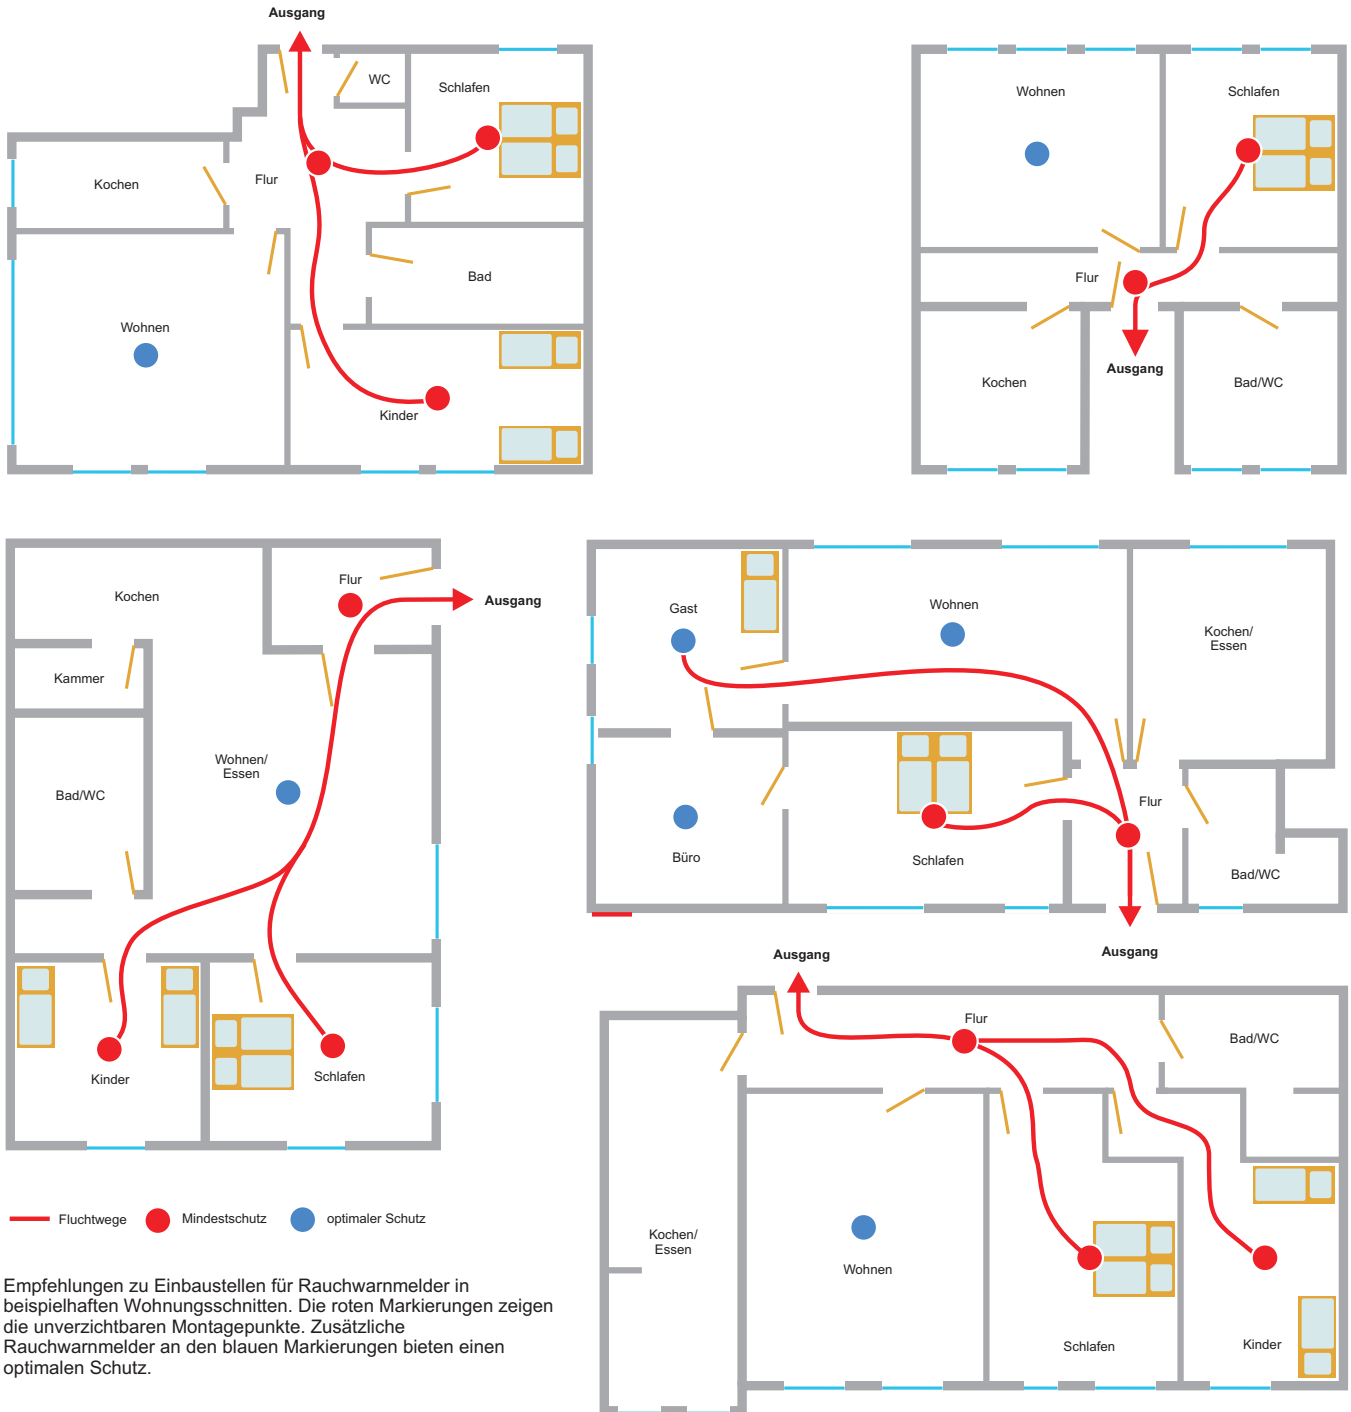 Ausgang
WC
Schlafen
Kochen
Flur
Bad
Wohnen
Kinder
Wohnen
Schlafen
Flur
Ausgang
Kochen
Bad/WC
Flur
Kochen
Ausgang
Kammer
Wohnen/
Essen
Bad/WC
Kinder
Schlafen
Gast
Wohnen
Kochen/
Essen
Flur
Büro
Schlafen
Bad/WC
Ausgang
Ausgang
Flur
Bad/WC
Kochen/
Essen
Wohnen
Schlafen
Kinder
Fluchtwege
Mindestschutz
optimaler Schutz
Empfehlungen zu Einbaustellen für Rauchwarnmelder in
beispielhaften Wohnungsschnitten. Die roten Markierungen zeigen
die unverzichtbaren Montagepunkte. Zusätzliche
Rauchwarnmelder an den blauen Markierungen bieten einen
optimalen Schutz.